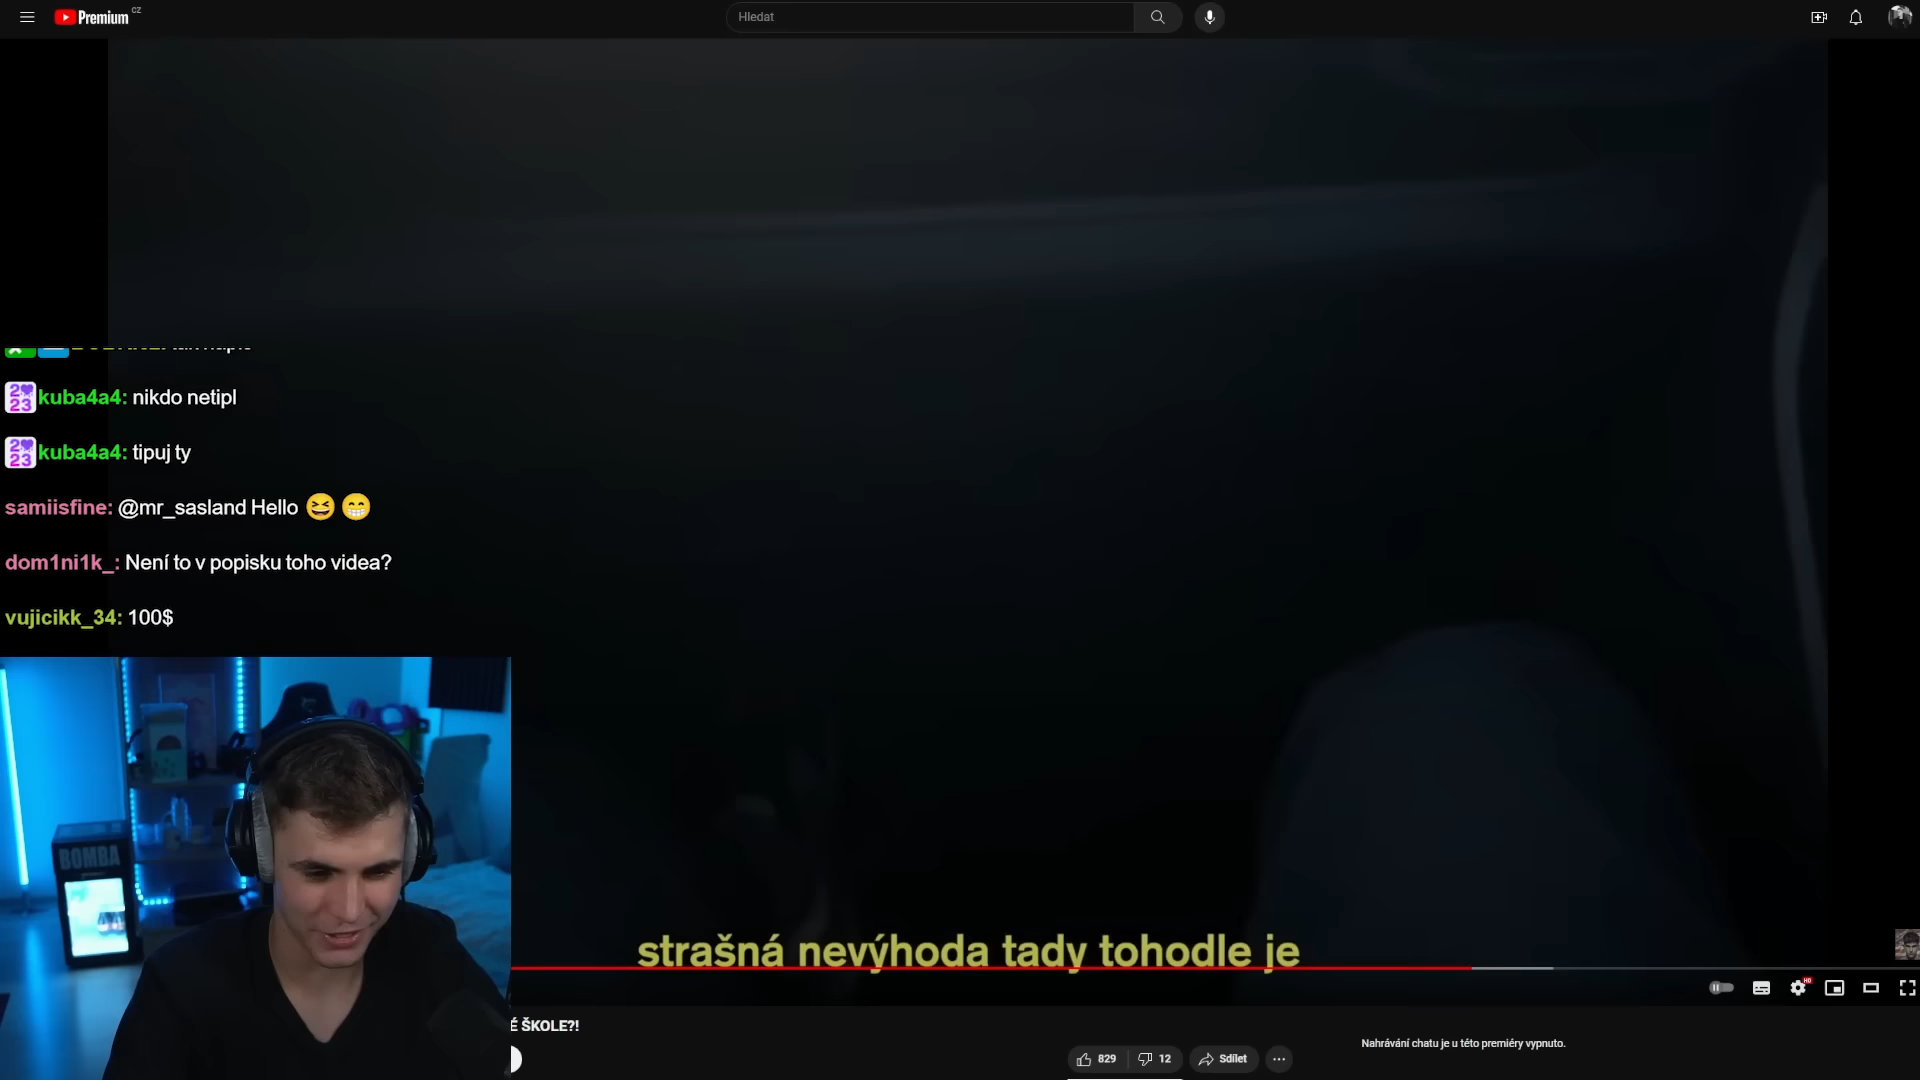 Premium CZ
Hledat
kuba4a4: nikdo netipl
kuba4a4: tipuj ty
samiisfine: @mr_sasland Hello 😆 😁
dom1ni1k_: Není to v popisku toho videa?
vujicikk_34: 100$
BOMBA
strašná nevýhoda tady tohodle je
HD
É ŠKOLE?!
829
12
Sdílet
Nahrávání chatu je u této premiéry vypnuto.